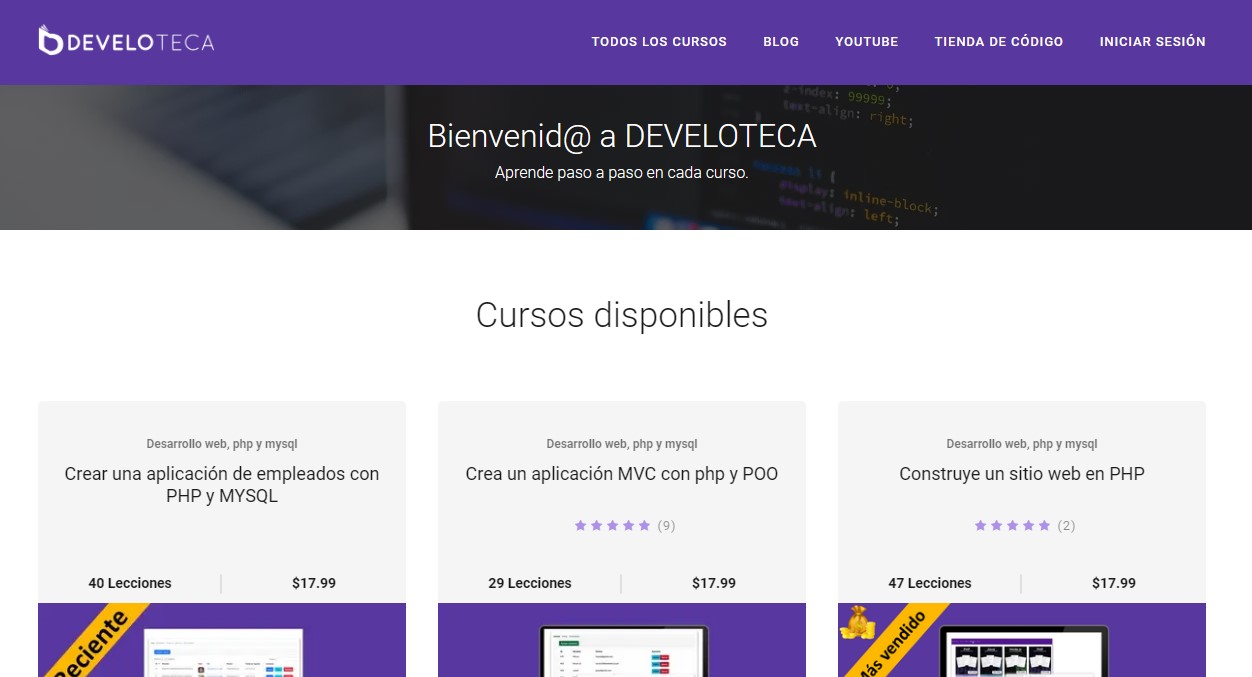 DEVELOTECA
TODOS LOS CURSOS
BLOG
YOUTUBE
TIENDA DE CÓDIGO
INICIAR SESIÓN
z-index: 99999;
text-align: right;
Bienvenid@ a DEVELOTECA
Aprende paso a paso en cada curso.
display: inline-block;
text-align: left;
Cursos disponibles
Desarrollo web, php y mysql
Crear una aplicación de empleados con
PHP y MYSQL
40 Lecciones
$17.99
Reciente
Desarrollo web, php y mysql
Crea un aplicación MVC con php y POO
(9)
29 Lecciones
$17.99
Desarrollo web, php y mysql
Construye un sitio web en PHP
(2)
47 Lecciones
$17.99
Más vendido